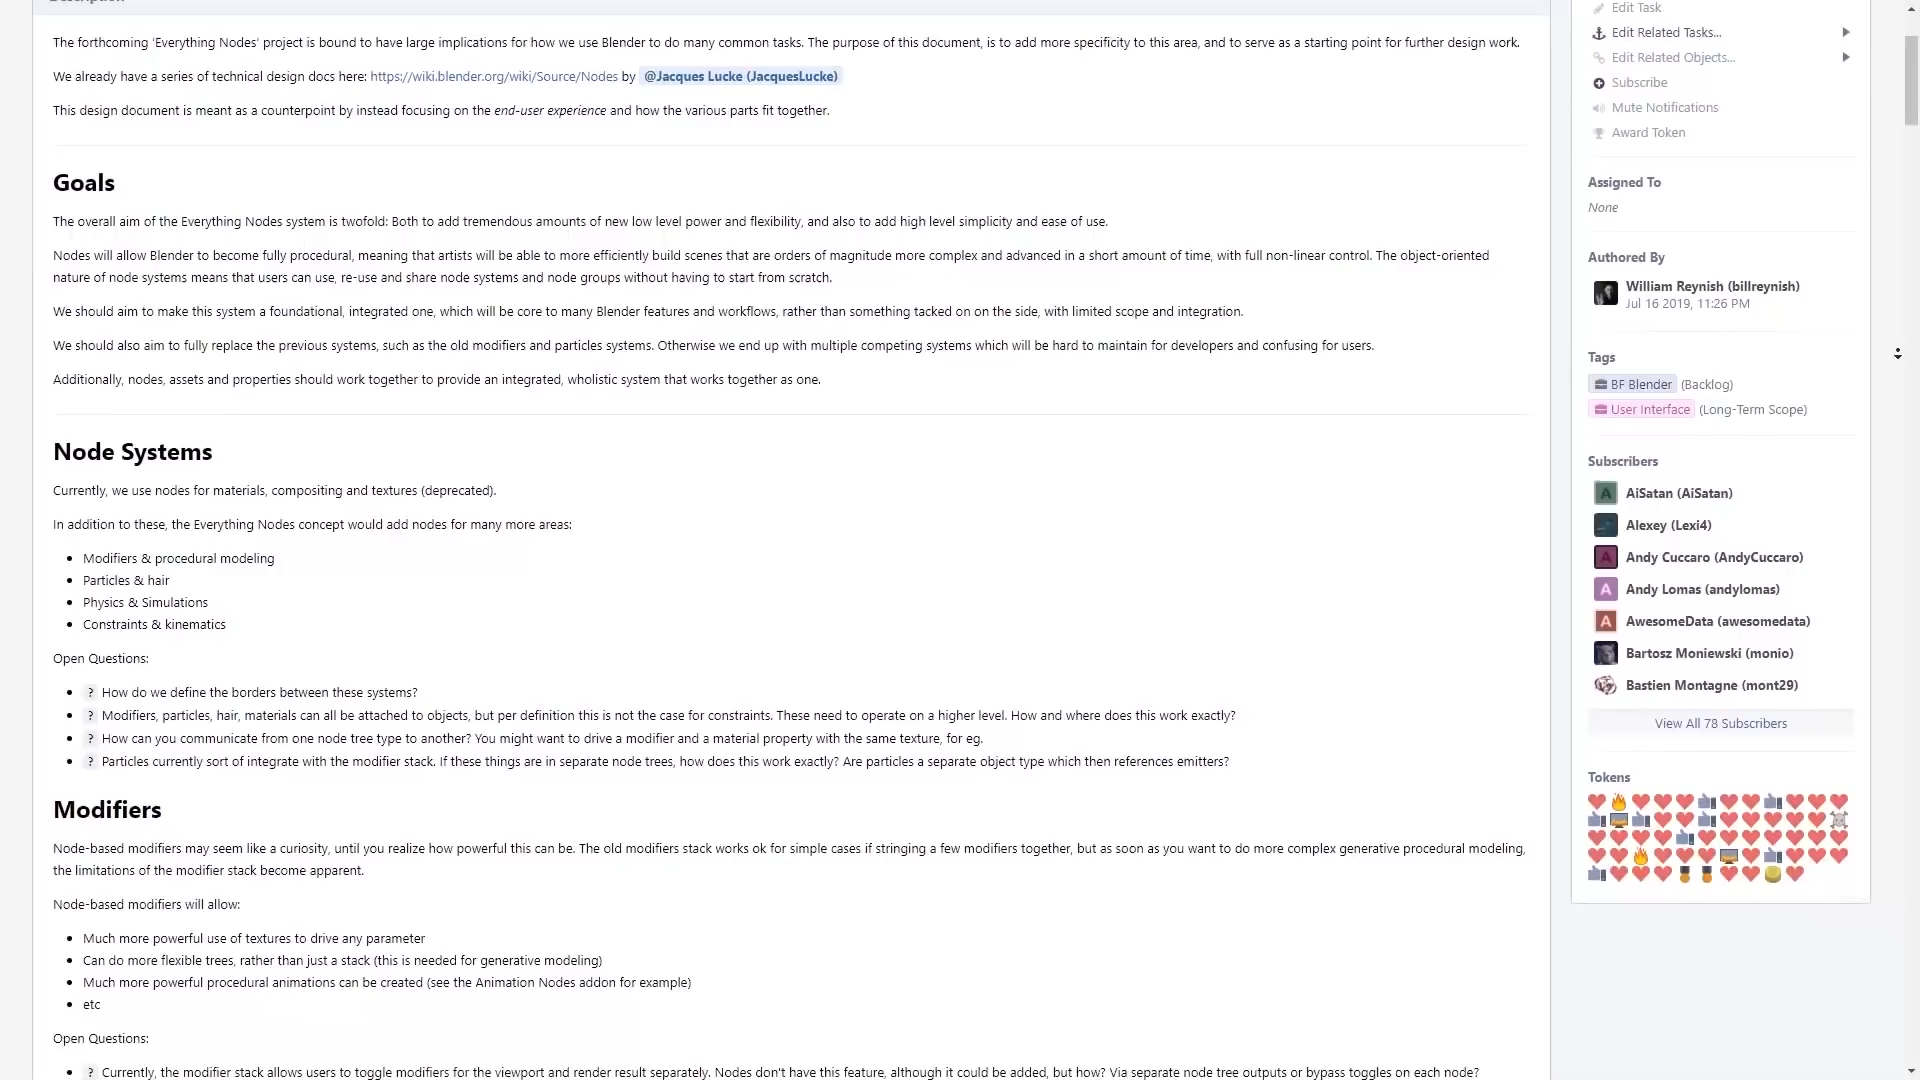 The forthcoming 'Everything Nodes' project is bound to have large implications for how we use Blender to do many common tasks. The purpose of this document, is to add more specificity to this area, and to serve as a starting point for further design work.
We already have a series of technical design docs here: https://wiki.blender.org/wiki/Source/Nodes by @Jacques Lucke (JacquesLucke)
This design document is meant as a counterpoint by instead focusing on the end-user experience and how the various parts fit together.
Goals
The overall aim of the Everything Nodes system is twofold: Both to add tremendous amounts of new low level power and flexibility, and also to add high level simplicity and ease of use.
Nodes will allow Blender to become fully procedural, meaning that artists will be able to more efficiently build scenes that are orders of magnitude more complex and advanced in a short amount of time, with full non-linear control. The object-oriented
nature of node systems means that users can use, re-use and share node systems and node groups without having to start from scratch.
We should aim to make this system a foundational, integrated one, which will be core to many Blender features and workflows, rather than something tacked on on the side, with limited scope and integration.
We should also aim to fully replace the previous systems, such as the old modifiers and particles systems. Otherwise we end up with multiple competing systems which will be hard to maintain for developers and confusing for users.
Additionally, nodes, assets and properties should work together to provide an integrated, wholistic system that works together as one.
Node Systems
Currently, we use nodes for materials, compositing and textures (deprecated).
In addition to these, the Everything Nodes concept would add nodes for many more areas:
• Modifiers & procedural modeling
• Particles & hair
• Physics & Simulations
• Constraints & kinematics
Open Questions:
• ? How do we define the borders between these systems?
• ? Modifiers, particles, hair, materials can all be attached to objects, but per definition this is not the case for constraints. These need to operate on a higher level. How and where does this work exactly?
• ? How can you communicate from one node tree type to another? You might want to drive a modifier and a material property with the same texture, for eg.
• ? Particles currently sort of integrate with the modifier stack. If these things are in separate node trees, how does this work exactly? Are particles a separate object type which then references emitters?
Modifiers
Node-based modifiers may seem like a curiosity, until you realize how powerful this can be. The old modifiers stack works ok for simple cases if stringing a few modifiers together, but as soon as you want to do more complex generative procedural modeling,
the limitations of the modifier stack become apparent.
Node-based modifiers will allow:
• Much more powerful use of textures to drive any parameter
• Can do more flexible trees, rather than just a stack (this is needed for generative modeling)
• Much more powerful procedural animations can be created (see the Animation Nodes addon for example)
• etc
Open Questions:
• ? Currently, the modifier stack allows users to toggle modifiers for the viewport and render result separately. Nodes don't have this feature, although it could be added, but how? Via separate node tree outputs or bypass toggles on each node?
Edit Task
Edit Related Tasks...
Edit Related Objects...
Subscribe
Mute Notifications
Award Token
Assigned To
None
Authored By
William Reynish (billreynish)
Jul 16 2019, 11:26 PM
Tags
BF Blender (Backlog)
User Interface (Long-Term Scope)
Subscribers
A AiSatan (AiSatan)
Alexey (Lexi4)
A Andy Cuccaro (AndyCuccaro)
A Andy Lomas (andylomas)
A AwesomeData (awesomedata)
Bartosz Moniewski (monio)
Bastien Montagne (mont29)
View All 78 Subscribers
Tokens